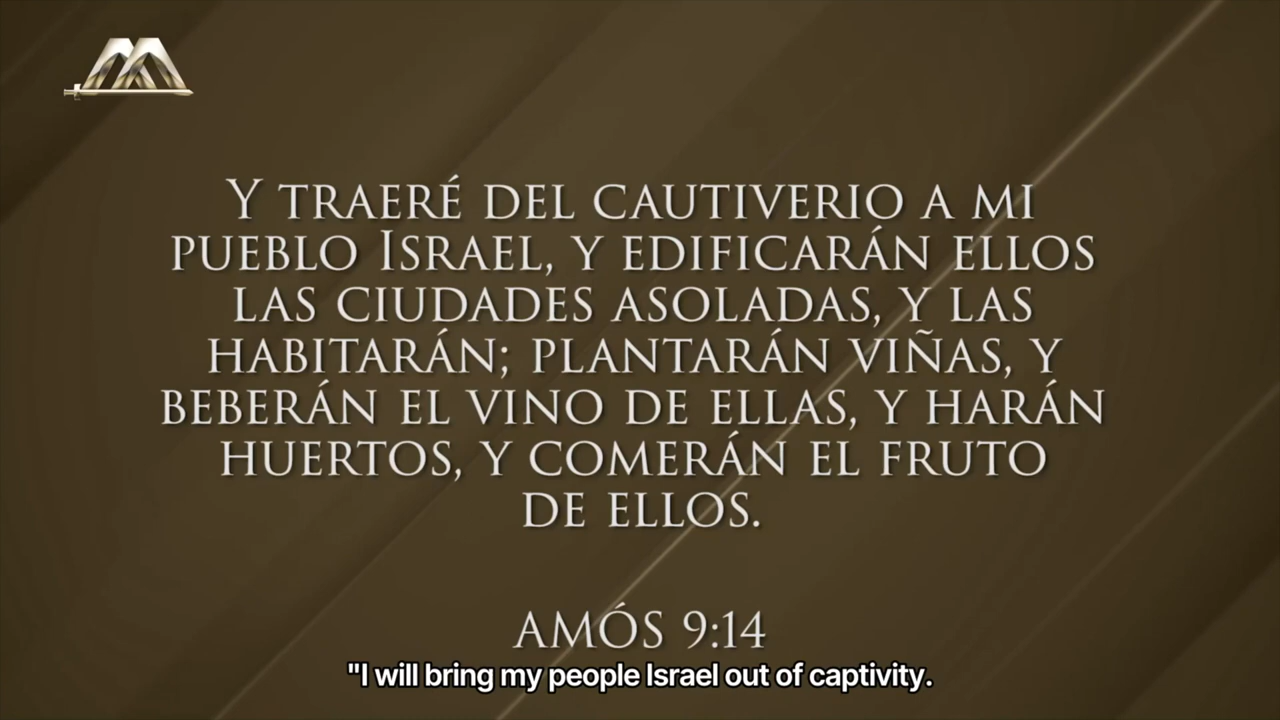 Y TRAERÉ DEL CAUTIVERIO A MI
PUEBLO ISRAEL, Y EDIFICARÁN ELLOS
LAS CIUDADES ASOLADAS, Y LAS
HABITARÁN; PLANTARÁN VIÑAS, Y
BEBERÁN EL VINO DE ELLAS, Y HARÁN
HUERTOS, Y COMERÁN EL FRUTO
DE ELLOS.
AMÓS 9:14
"I will bring my people Israel out of captivity.